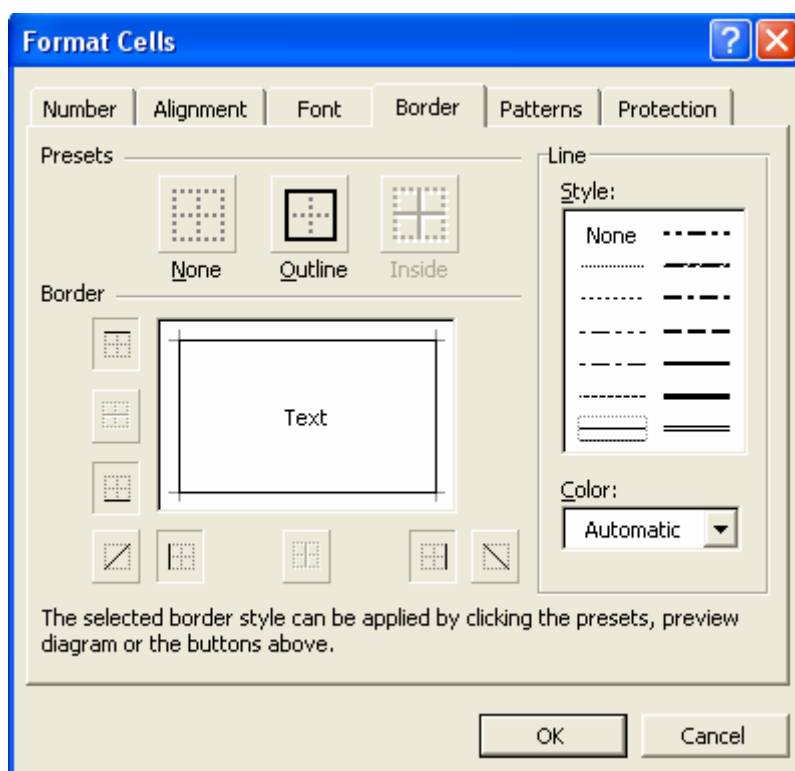 Format Cells
Number Alignment Font Border Patterns Protection
Presets
None Outline Inside
Border
Text
Line
Style:
None
Color:
Automatic
The selected border style can be applied by clicking the presets, preview
diagram or the buttons above.
OK Cancel